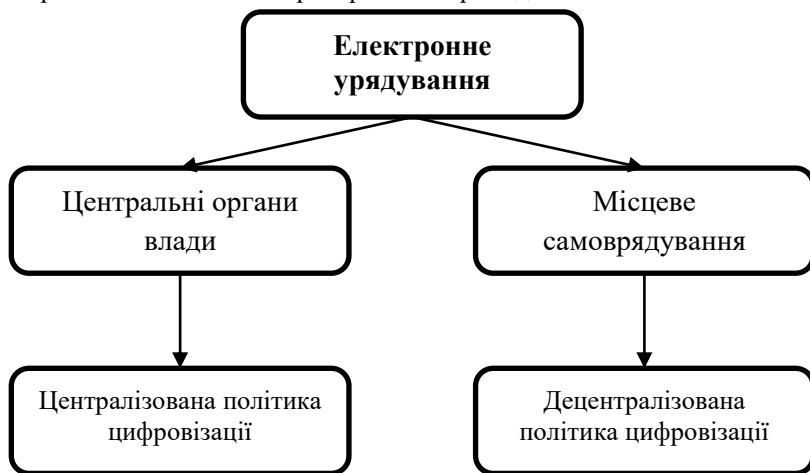 Електронне
урядування
Центральні органи
влади
Місцеве
самоврядування
Централізована політика
цифровізації
Децентралізована
політика цифровізації